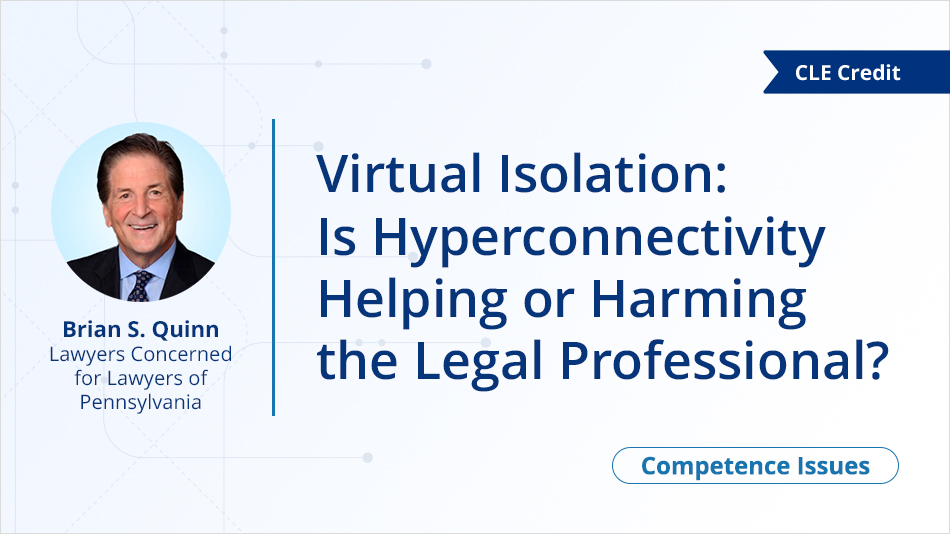 CLE Credit
Virtual Isolation:
Is Hyperconnectivity
Helping or Harming
the Legal Professional?
Brian S. Quinn
Lawyers Concerned
for Lawyers of
Pennsylvania
Competence Issues